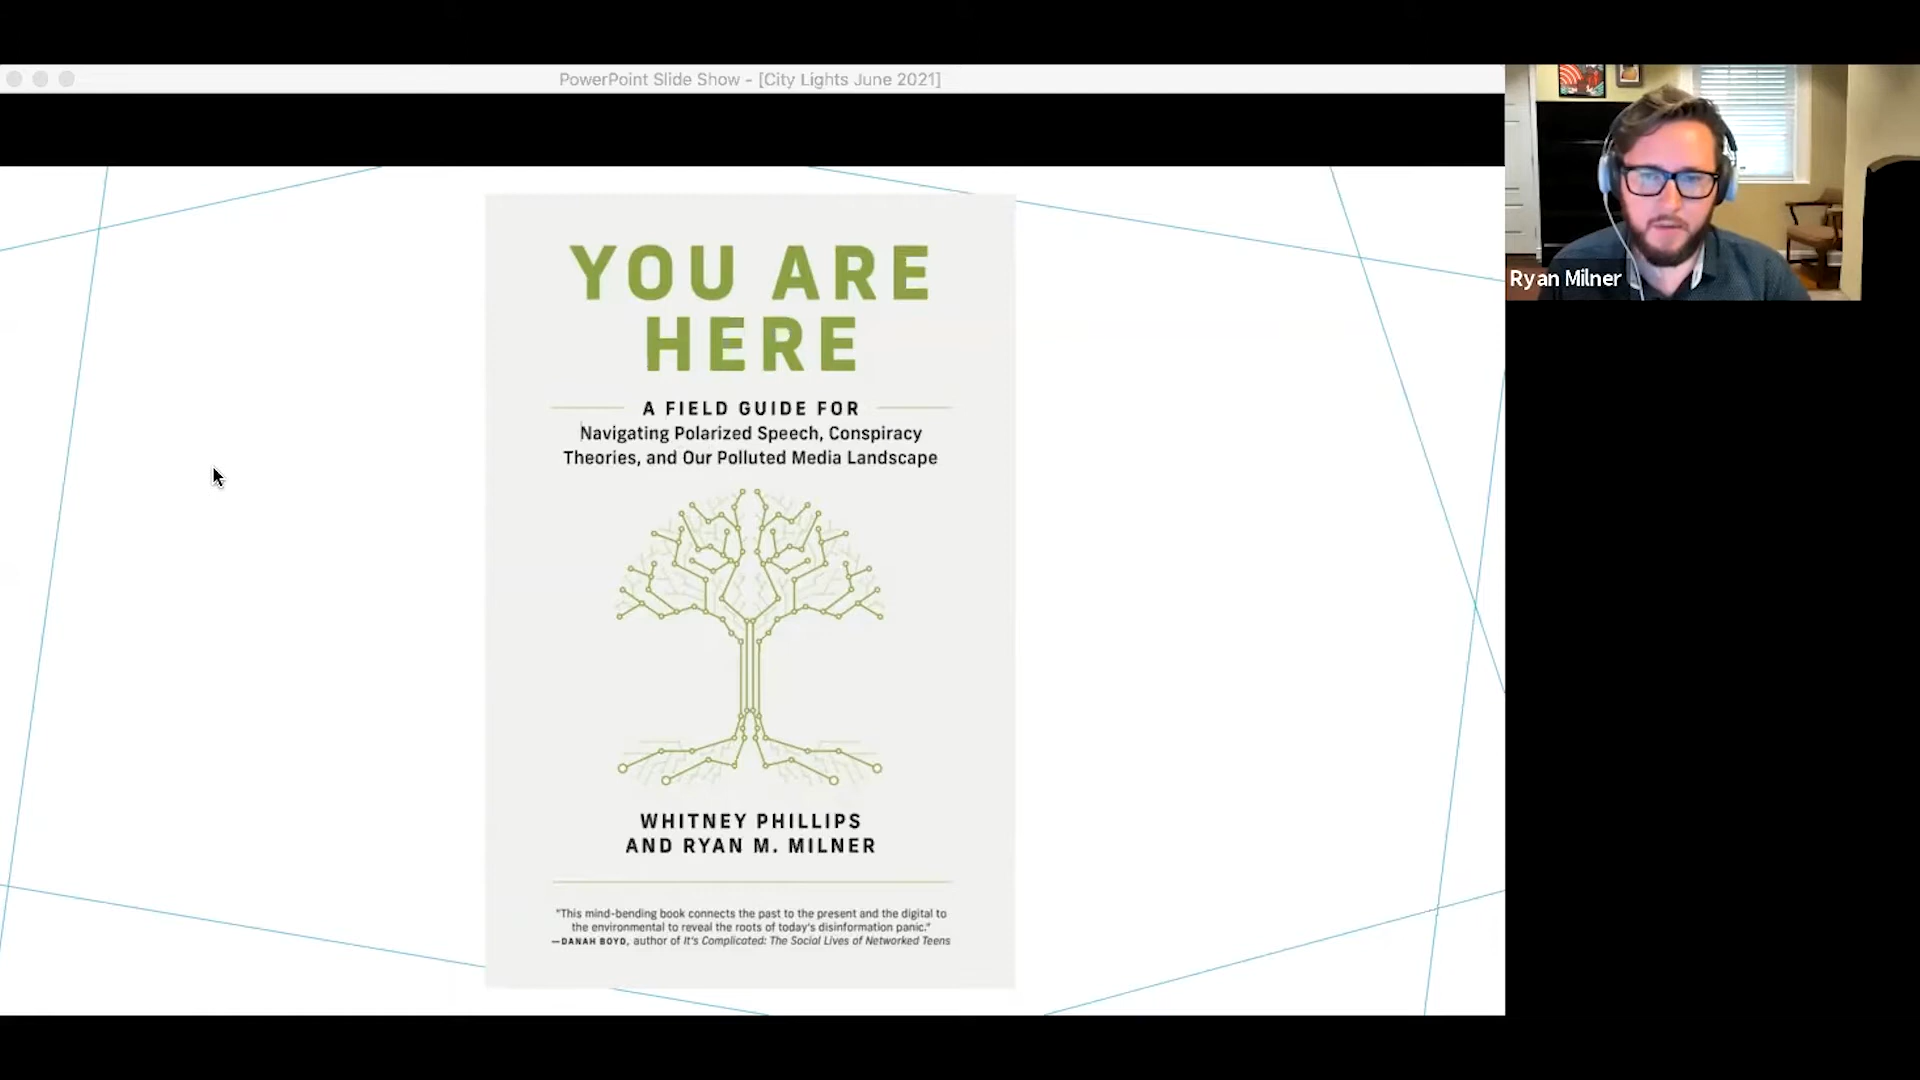 PowerPoint Slide Show - [City Lights June 2021]
YOU ARE
HERE
A FIELD GUIDE FOR
Navigating Polarized Speech, Conspiracy
Theories, and Our Polluted Media Landscape
WHITNEY PHILLIPS
AND RYAN M. MILNER
"This mind-bending book connects the past to the present and the digital to
the environmental to reveal the roots of today's disinformation panic."
—DANAH BOYD, author of It's Complicated: The Social Lives of Networked Teens
Ryan Milner